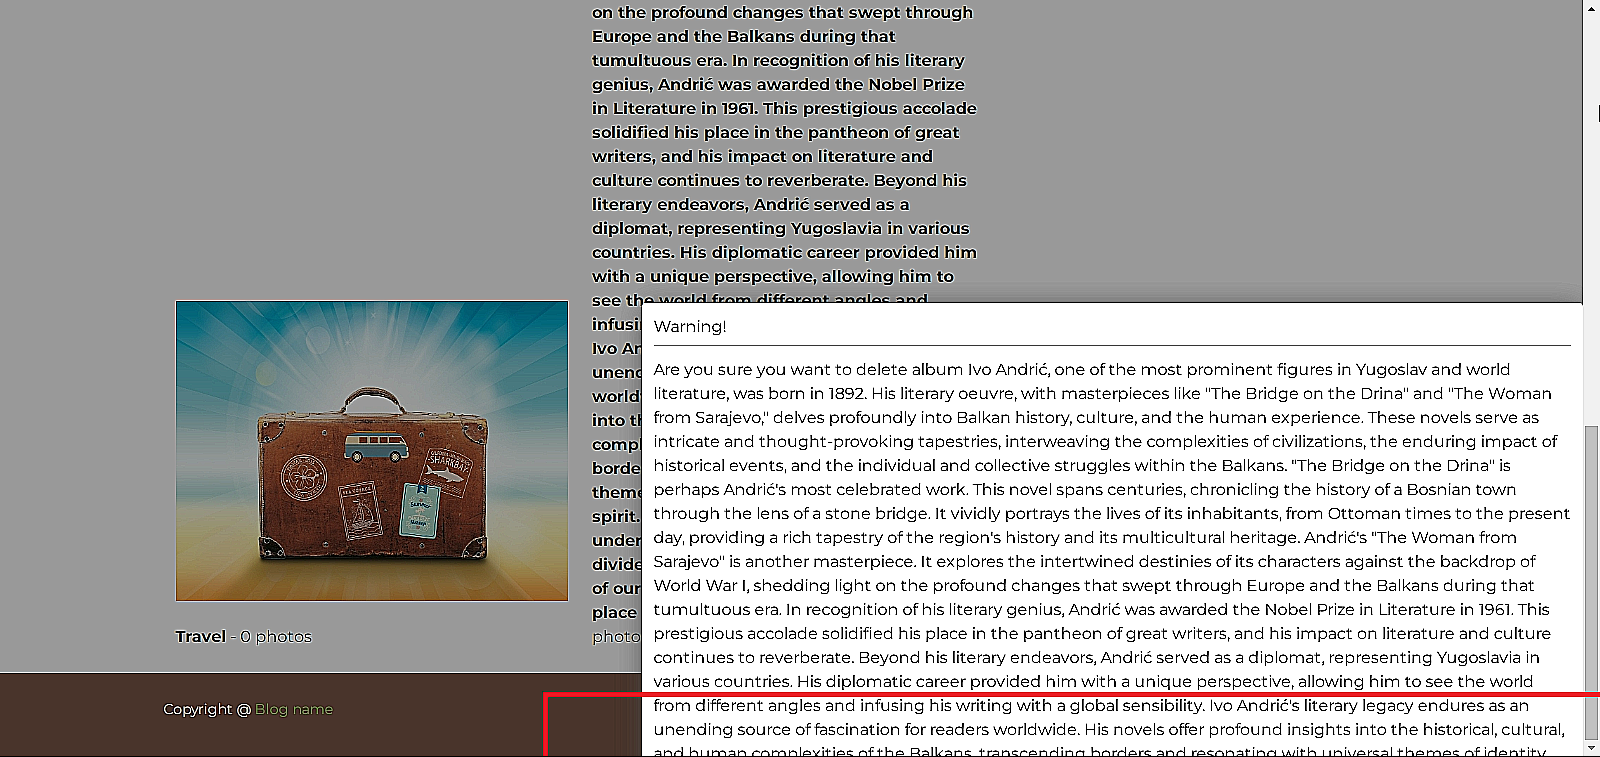 on the profound changes that swept through
Europe and the Balkans during that
tumultuous era. In recognition of his literary
genius, Andrić was awarded the Nobel Prize
in Literature in 1961. This prestigious accolade
solidified his place in the pantheon of great
writers, and his impact on literature and
culture continues to reverberate. Beyond his
literary endeavors, Andrić served as a
diplomat, representing Yugoslavia in various
countries. His diplomatic career provided him
with a unique perspective, allowing him to
see the world from different angles and
infusi
Ivo An
unend
world
into th
compl
borde
theme
spirit.
under
divide
of our
place
photo
SHARKBAY
Travel - 0 photos
Copyright @ Blog name
Warning!
Are you sure you want to delete album Ivo Andrić, one of the most prominent figures in Yugoslav and world
literature, was born in 1892. His literary oeuvre, with masterpieces like "The Bridge on the Drina" and "The Woman
from Sarajevo," delves profoundly into Balkan history, culture, and the human experience. These novels serve as
intricate and thought-provoking tapestries, interweaving the complexities of civilizations, the enduring impact of
historical events, and the individual and collective struggles within the Balkans. "The Bridge on the Drina" is
perhaps Andrić's most celebrated work. This novel spans centuries, chronicling the history of a Bosnian town
through the lens of a stone bridge. It vividly portrays the lives of its inhabitants, from Ottoman times to the present
day, providing a rich tapestry of the region's history and its multicultural heritage. Andrić's "The Woman from
Sarajevo" is another masterpiece. It explores the intertwined destinies of its characters against the backdrop of
World War I, shedding light on the profound changes that swept through Europe and the Balkans during that
tumultuous era. In recognition of his literary genius, Andrić was awarded the Nobel Prize in Literature in 1961. This
prestigious accolade solidified his place in the pantheon of great writers, and his impact on literature and culture
continues to reverberate. Beyond his literary endeavors, Andrić served as a diplomat, representing Yugoslavia in
various countries. His diplomatic career provided him with a unique perspective, allowing him to see the world
from different angles and infusing his writing with a global sensibility. Ivo Andrić's literary legacy endures as an
unending source of fascination for readers worldwide. His novels offer profound insights into the historical, cultural,
and human complexities of the Balkans, transcending borders and resonating with universal themes of identity,